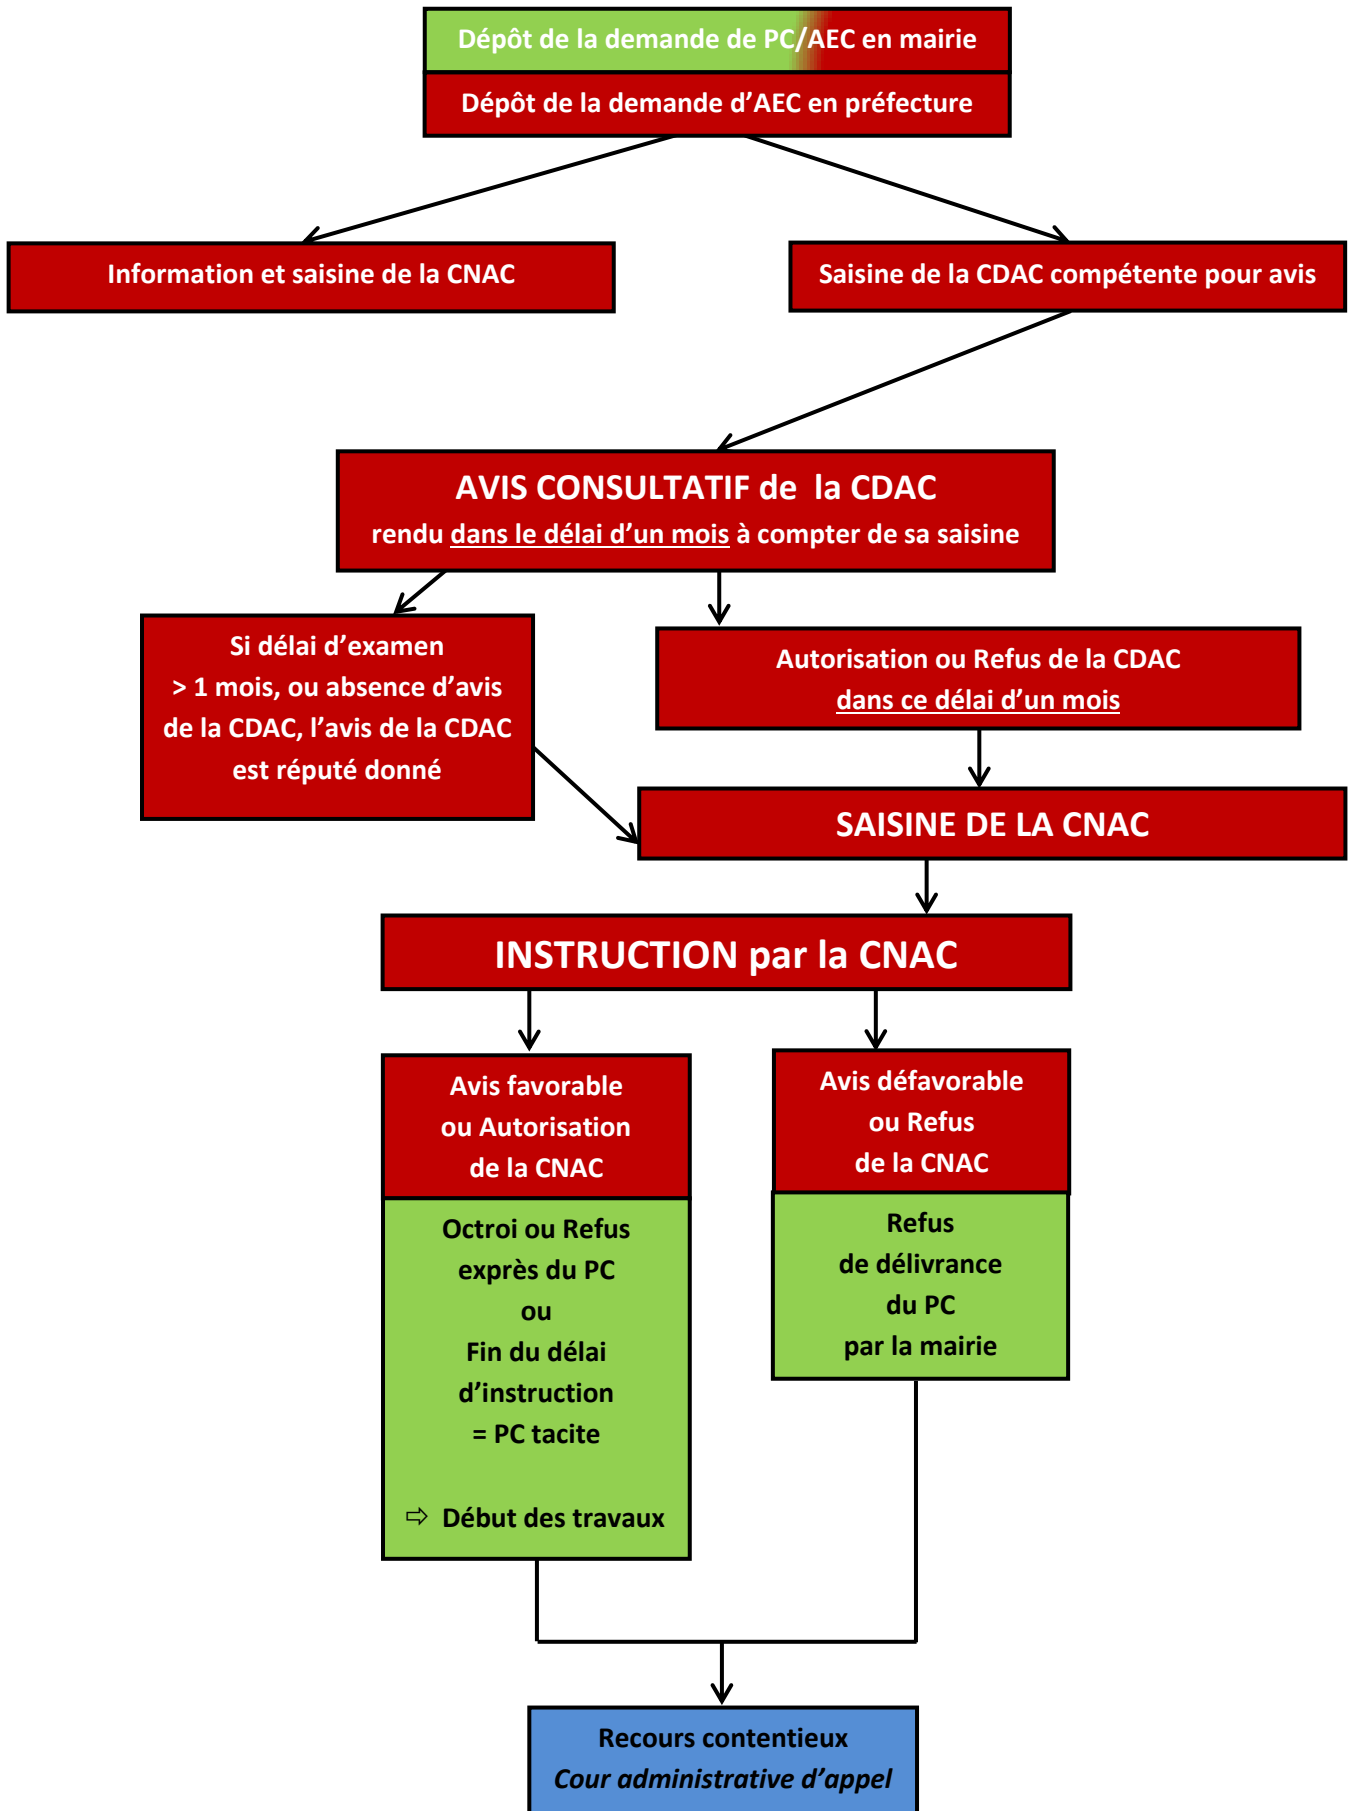 Dépôt de la demande de PC/AEC en mairie
Dépôt de la demande d’AEC en préfecture
Information et saisine de la CNAC
Saisine de la CDAC compétente pour avis
AVIS CONSULTATIF de la CDAC
rendu dans le délai d’un mois à compter de sa saisine
Si délai d’examen
> 1 mois, ou absence d’avis
de la CDAC, l’avis de la CDAC
est réputé donné
Autorisation ou Refus de la CDAC
dans ce délai d’un mois
SAISINE DE LA CNAC
INSTRUCTION par la CNAC
Avis favorable
ou Autorisation
de la CNAC
Octroi ou Refus
exprès du PC
ou
Fin du délai
d’instruction
= PC tacite
⇨ Début des travaux
Avis défavorable
ou Refus
de la CNAC
Refus
de délivrance
du PC
par la mairie
Recours contentieux
Cour administrative d’appel